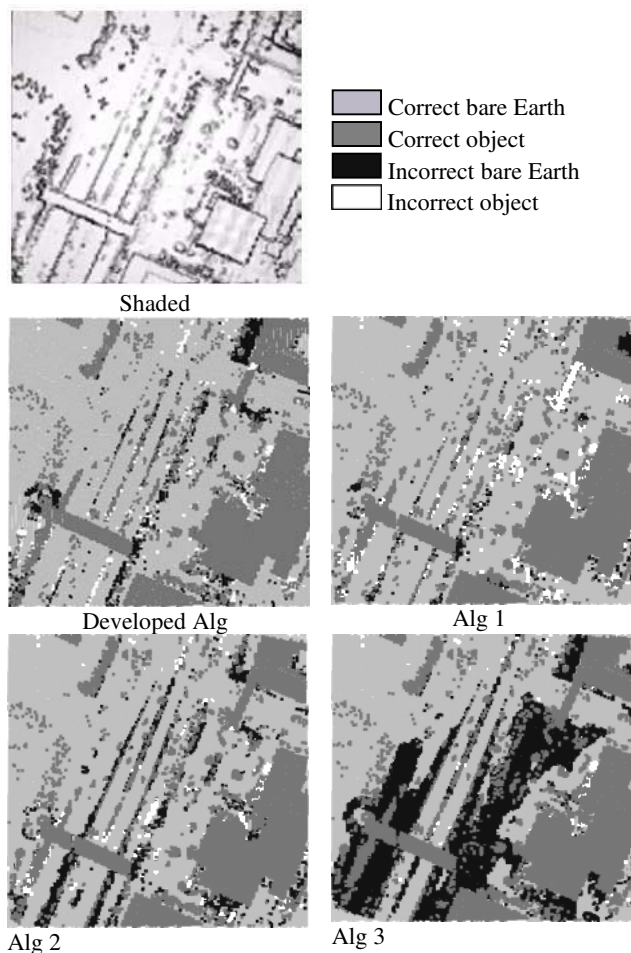 Correct bare Earth
Correct object
Incorrect bare Earth
Incorrect object
Shaded
Developed Alg
Alg 1
Alg 2
Alg 3